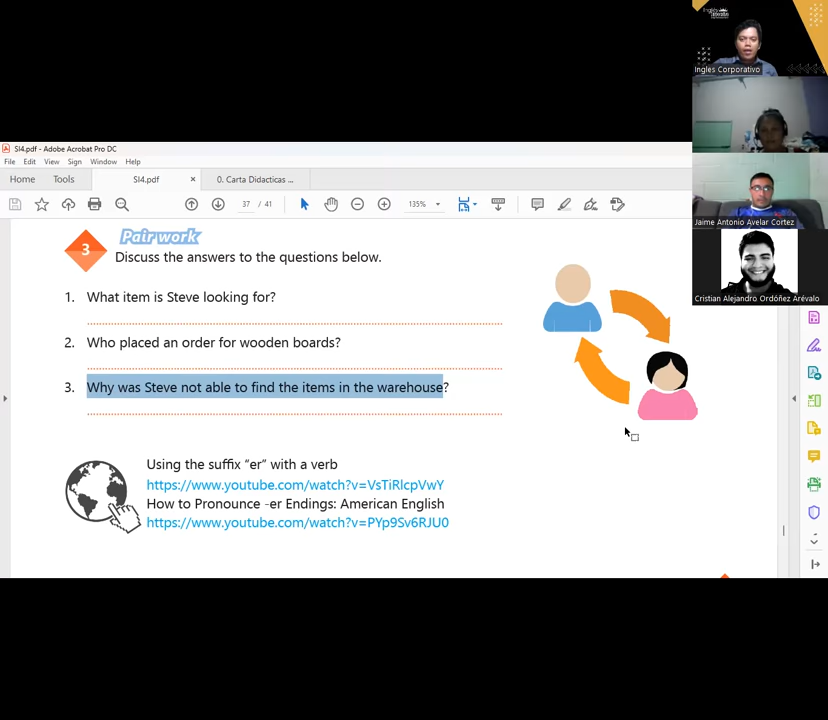 SI4.pdf - Adobe Acrobat Pro DC
File Edit View Sign Window Help
Home Tools SI4.pdf × 0. Carta Didacticas ...
37 / 41 135%
3 Pair work
Discuss the answers to the questions below.
1. What item is Steve looking for?
2. Who placed an order for wooden boards?
3. Why was Steve not able to find the items in the warehouse?
Using the suffix “er” with a verb
https://www.youtube.com/watch?v=VsTiRlcpVwY
How to Pronounce -er Endings: American English
https://www.youtube.com/watch?v=PYp9Sv6RJU0
Ingles Corporativo
Jaime Antonio Avelar Cortez
Cristian Alejandro Ordóñez Arévalo